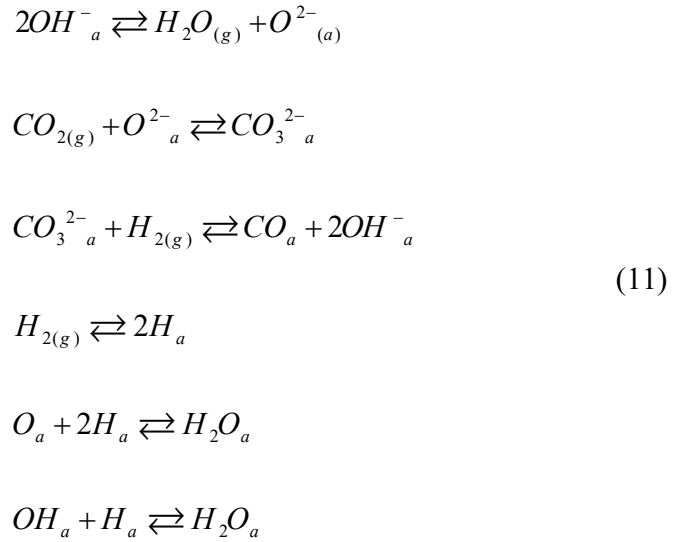 2OH⁻ₐ ⇄ H₂O₍g₎ + O²⁻₍ₐ₎
CO₂₍g₎ + O²⁻ₐ ⇄ CO₃²⁻ₐ
CO₃²⁻ₐ + H₂₍g₎ ⇄ COₐ + 2OH⁻ₐ
(11)
H₂₍g₎ ⇄ 2Hₐ
Oₐ + 2Hₐ ⇄ H₂Oₐ
OHₐ + Hₐ ⇄ H₂Oₐ